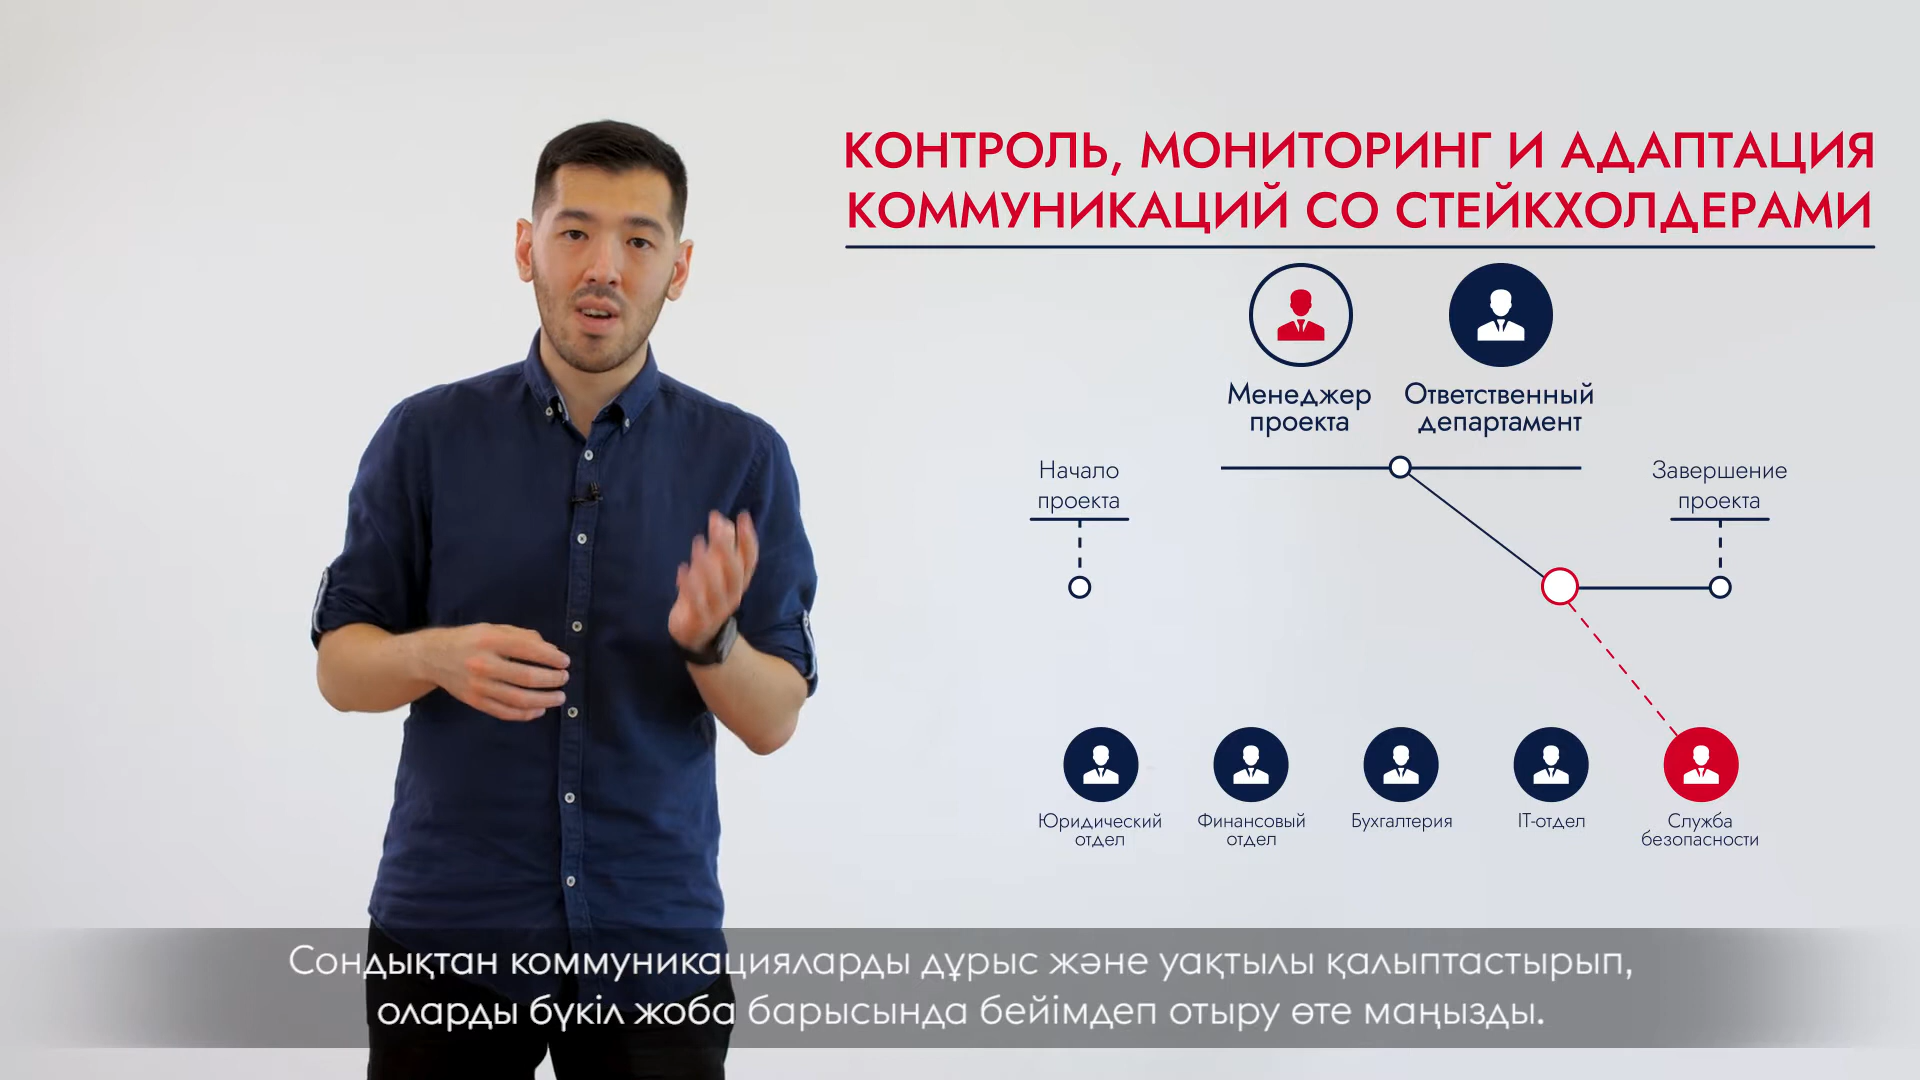 КОНТРОЛЬ, МОНИТОРИНГ И АДАПТАЦИЯ
КОММУНИКАЦИЙ СО СТЕЙКХОЛДЕРАМИ
Менеджер
проекта
Ответственный
департамент
Начало
проекта
Завершение
проекта
Юридический
отдел
Финансовый
отдел
Бухгалтерия
IT-отдел
Служба
безопасности
Сондықтан коммуникацияларды дұрыс және уақтылы қалыптастырып,
оларды бүкіл жоба барысында бейімдеп отыру өте маңызды.